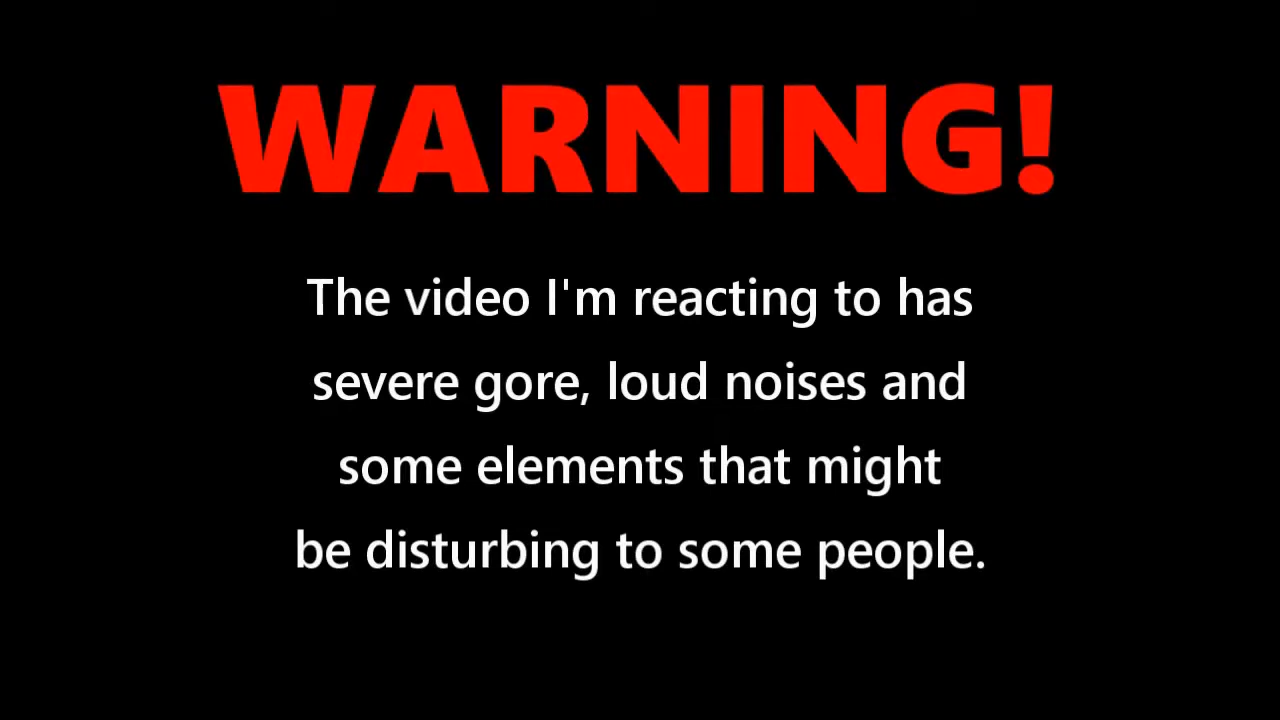 WARNING!
The video I'm reacting to has
severe gore, loud noises and
some elements that might
be disturbing to some people.